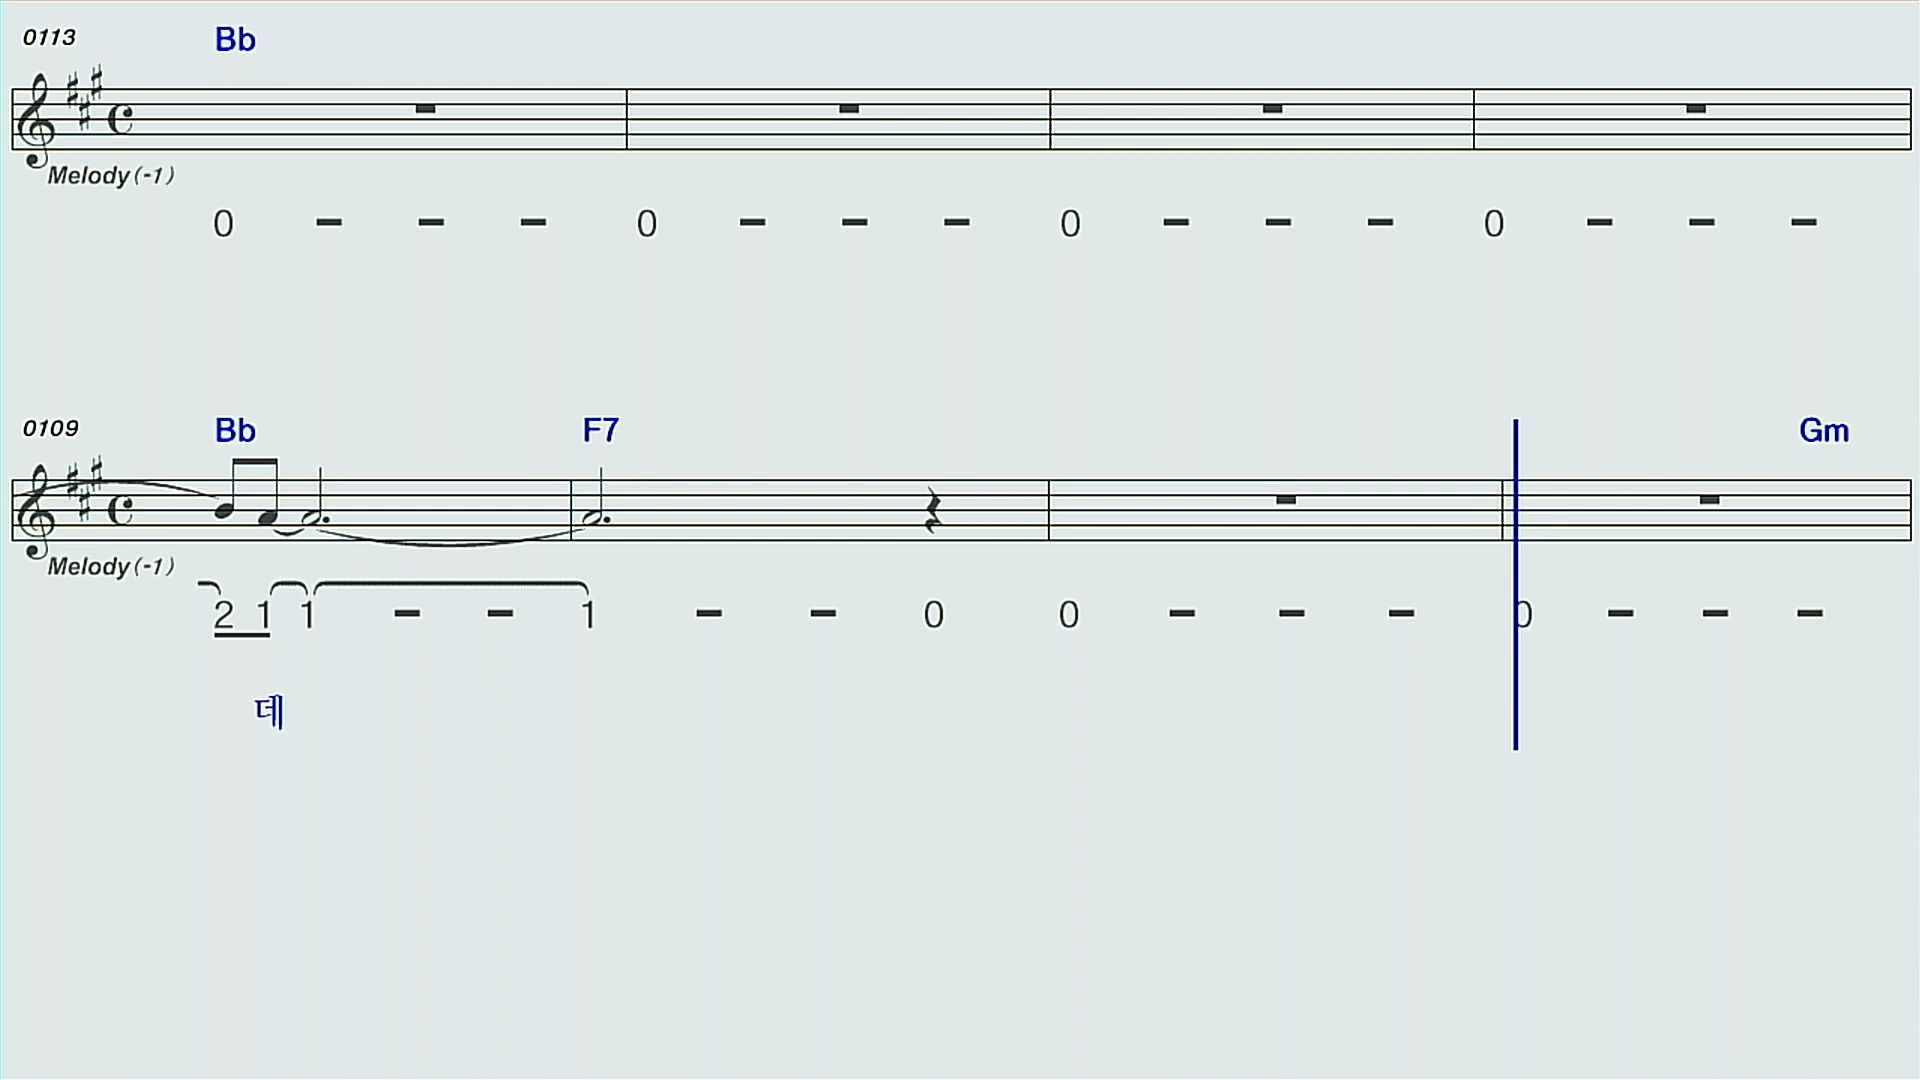 0113 Bb
Melody (-1)
0 - - - 0 - - - 0 - - - 0 - - -
0109 Bb F7 Gm
Melody (-1)
2 1 1 - - 1 - - 0 0 - - - 0 - - -
데